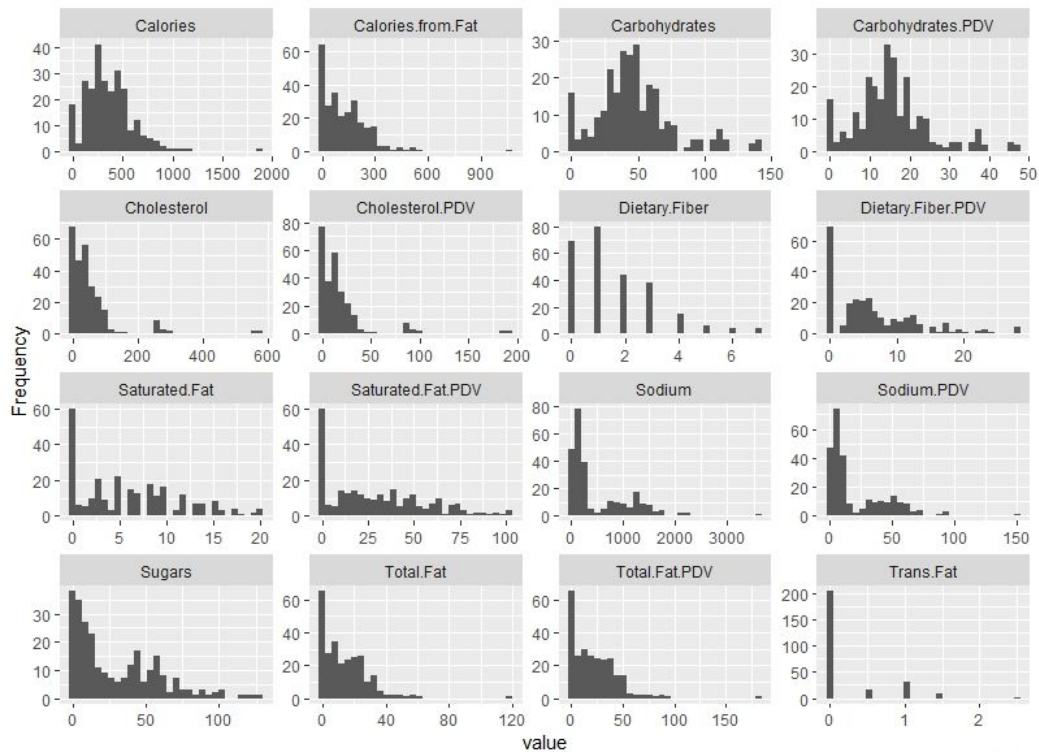 Calories
Calories.from.Fat
Carbohydrates
Carbohydrates.PDV
40
30
20
10
0
0 500 1000 1500 2000
60
40
20
0
0 300 600 900
30
20
10
0
0 50 100 150
30
20
10
0
0 10 20 30 40 50
Cholesterol
Cholesterol.PDV
Dietary.Fiber
Dietary.Fiber.PDV
60
40
20
0
0 200 400 600
80
60
40
20
0
0 50 100 150 200
80
60
40
20
0
0 2 4 6
60
40
20
0
0 10 20
Frequency
Saturated.Fat
Saturated.Fat.PDV
Sodium
Sodium.PDV
60
40
20
0
0 5 10 15 20
60
40
20
0
0 25 50 75 100
80
60
40
20
0
0 1000 2000 3000
60
40
20
0
0 50 100 150
Sugars
Total.Fat
Total.Fat.PDV
Trans.Fat
30
20
10
0
0 50 100
60
40
20
0
0 40 80 120
60
40
20
0
0 50 100 150
200
150
100
50
0
0 1 2
value